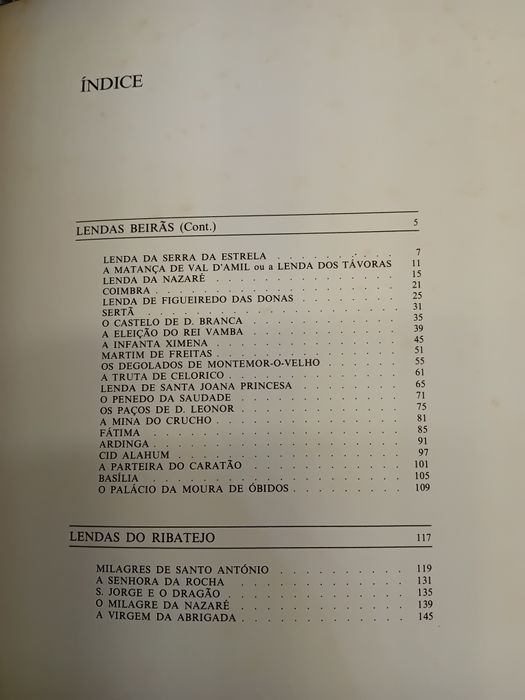 ÍNDICE
LENDAS BEIRÃS (Cont.) 5
LENDA DA SERRA DA ESTRELA . . . . . . . . . . 7
A MATANÇA DE VAL D'AMIL ou a LENDA DOS TÁVORAS 11
LENDA DA NAZARÉ . . . . . . . . . . . . . . . 15
COIMBRA . . . . . . . . . . . . . . . . . . . 21
LENDA DE FIGUEIREDO DAS DONAS . . . . . . . . 25
SERTÃ . . . . . . . . . . . . . . . . . . . . 31
O CASTELO DE D. BRANCA . . . . . . . . . . . . 35
A ELEIÇÃO DO REI VAMBA . . . . . . . . . . . . 39
A INFANTA XIMENA . . . . . . . . . . . . . . . 45
MARTIM DE FREITAS . . . . . . . . . . . . . . . 51
OS DEGOLADOS DE MONTEMOR-O-VELHO . . . . . . 55
A TRUTA DE CELORICO . . . . . . . . . . . . . 61
LENDA DE SANTA JOANA PRINCESA . . . . . . . . 65
O PENEDO DA SAUDADE . . . . . . . . . . . . . 71
OS PAÇOS DE D. LEONOR . . . . . . . . . . . . 75
A MINA DO CRUCHO . . . . . . . . . . . . . . . 81
FÁTIMA . . . . . . . . . . . . . . . . . . . . 85
ARDINGA . . . . . . . . . . . . . . . . . . . 91
CID ALAHUM . . . . . . . . . . . . . . . . . . 97
A PARTEIRA DO CARATÃO . . . . . . . . . . . . 101
BASÍLIA . . . . . . . . . . . . . . . . . . . 105
O PALÁCIO DA MOURA DE ÓBIDOS . . . . . . . . . 109
LENDAS DO RIBATEJO 117
MILAGRES DE SANTO ANTÓNIO . . . . . . . . . . 119
A SENHORA DA ROCHA . . . . . . . . . . . . . . 131
S. JORGE E O DRAGÃO . . . . . . . . . . . . . 135
O MILAGRE DA NAZARÉ . . . . . . . . . . . . . 139
A VIRGEM DA ABRIGADA . . . . . . . . . . . . . 145